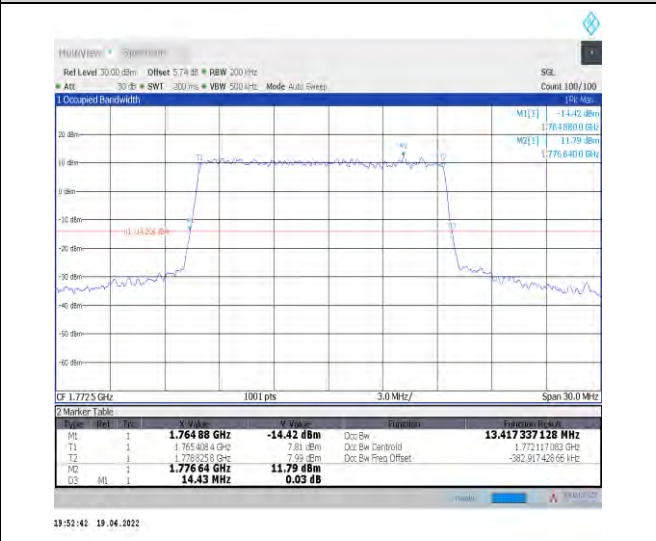 MultiView Spectrum
Ref Level 30.00 dBm Offset 5.74 dB RBW 200 kHz SGL
Att 30 dB SWT 200 ms VBW 500 kHz Mode Auto Sweep Count 100/100
1 Occupied Bandwidth 1Pk Max
M1[1] -14.42 dBm
1.764 880 0 GHz
M2[1] 11.79 dBm
1.776 640 0 GHz
20 dBm
10 dBm
0 dBm
-10 dBm
-20 dBm
-30 dBm
-40 dBm
-50 dBm
-60 dBm
T1
M2
T2
CF 1.7725 GHz 1001 pts 3.0 MHz/ Span 30.0 MHz
2 Marker Table
Type Ref Trc X-Value Y-Value Function Function Result
M1 1 1.764 88 GHz -14.42 dBm Occ Bw 13.417 337 128 MHz
T1 1 1.765 408 4 GHz 7.81 dBm Occ Bw Centroid 1.772 117 083 GHz
T2 1 1.778 825 8 GHz 7.99 dBm Occ Bw Freq Offset -382.917 428 66 kHz
M2 1 1.776 64 GHz 11.79 dBm
D3 M1 1 14.43 MHz 0.03 dB
19:52:42 19.04.2022